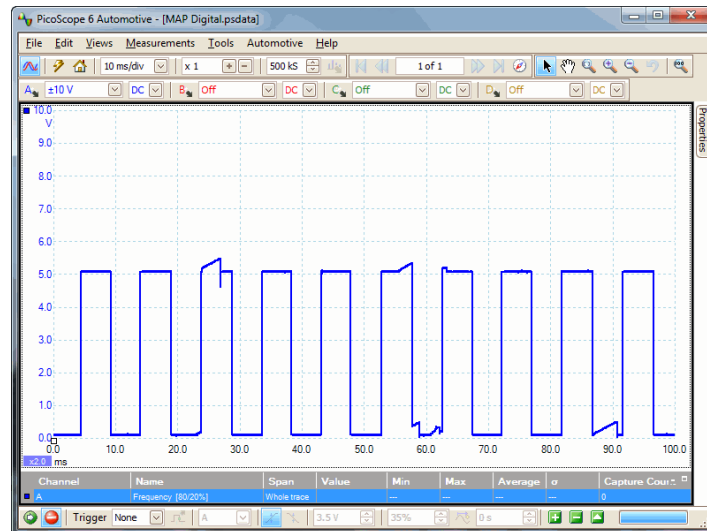 PicoScope 6 Automotive - [MAP Digital.psdata]
File Edit Views Measurements Tools Automotive Help
10 ms/div x 1 500 kS 1 of 1
A ±10 V DC B Off DC C Off DC D Off DC
Properties
10.0
V
9.0
8.0
7.0
6.0
5.0
4.0
3.0
2.0
1.0
0.0
0.0 10.0 20.0 30.0 40.0 50.0 60.0 70.0 80.0 90.0 100.0
x2.0 ms
Channel Name Span Value Min Max Average σ Capture Count
A Frequency [80/20%] Whole trace --- --- --- --- 0
Trigger None A 3.5 V 35% 0 s